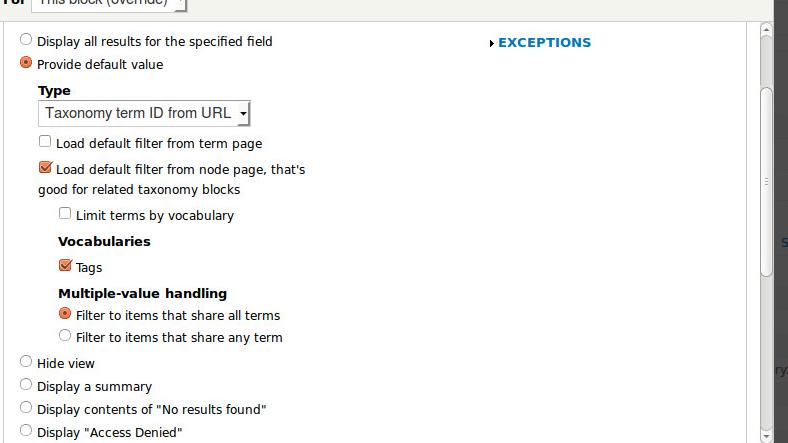 For This block (override)
Display all results for the specified field
EXCEPTIONS
Provide default value
Type
Taxonomy term ID from URL
Load default filter from term page
Load default filter from node page, that's
good for related taxonomy blocks
Limit terms by vocabulary
Vocabularies
Tags
Multiple-value handling
Filter to items that share all terms
Filter to items that share any term
Hide view
Display a summary
Display contents of "No results found"
Display "Access Denied"